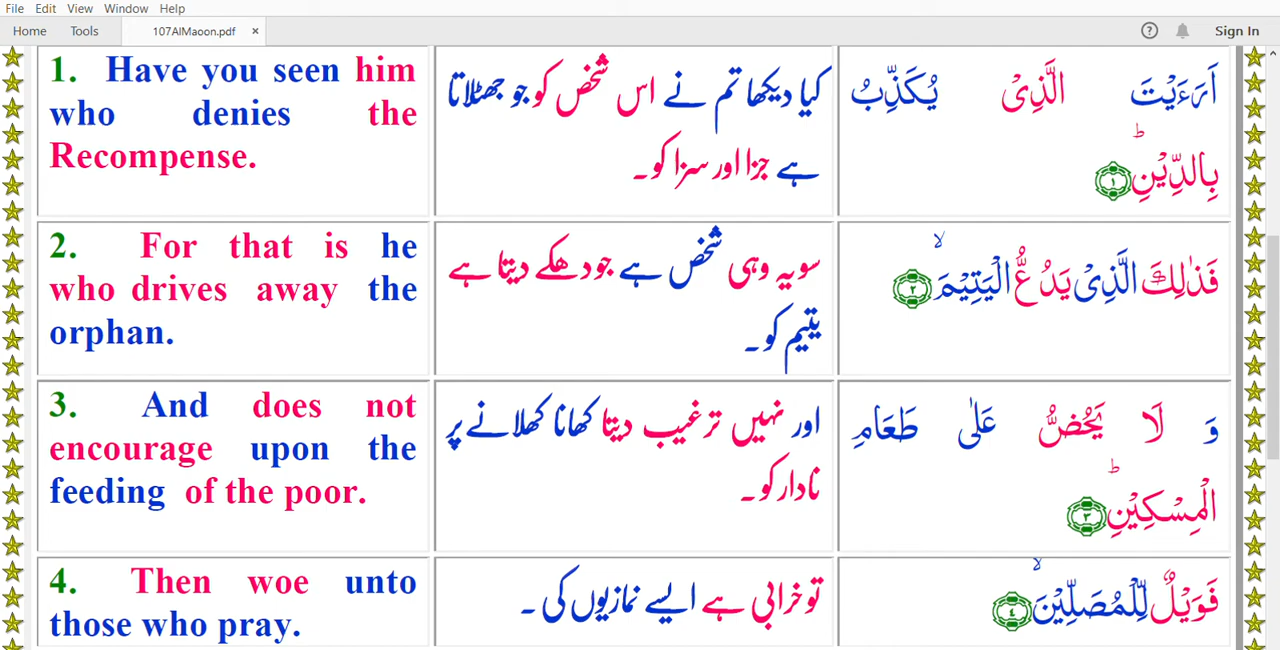 File Edit View Window Help
Home Tools 107AlMaoon.pdf × Sign In
1. Have you seen him
who denies the
Recompense.
کیا دیکھا تم نے اس شخص کو جو جھٹلاتا
ہے جزا اور سزا کو۔
اَرَءَيْتَ الَّذِىْ يُكَذِّبُ
بِالدِّيْنِؕ ١
2. For that is he
who drives away the
orphan.
سو یہ وہی شخص ہے جو دھکے دیتا ہے
یتیم کو۔
فَذٰلِكَ الَّذِىْ يَدُعُّ الْيَتِيْمَۙ ٢
3. And does not
encourage upon the
feeding of the poor.
اور نہیں ترغیب دیتا کھانا کھلانے پر
نادار کو۔
وَ لَا يَحُضُّ عَلٰى طَعَامِ
الْمِسْكِيْنِؕ ٣
4. Then woe unto
those who pray.
تو خرابی ہے ایسے نمازیوں کی۔
فَوَيْلٌ لِّلْمُصَلِّيْنَۙ ٤